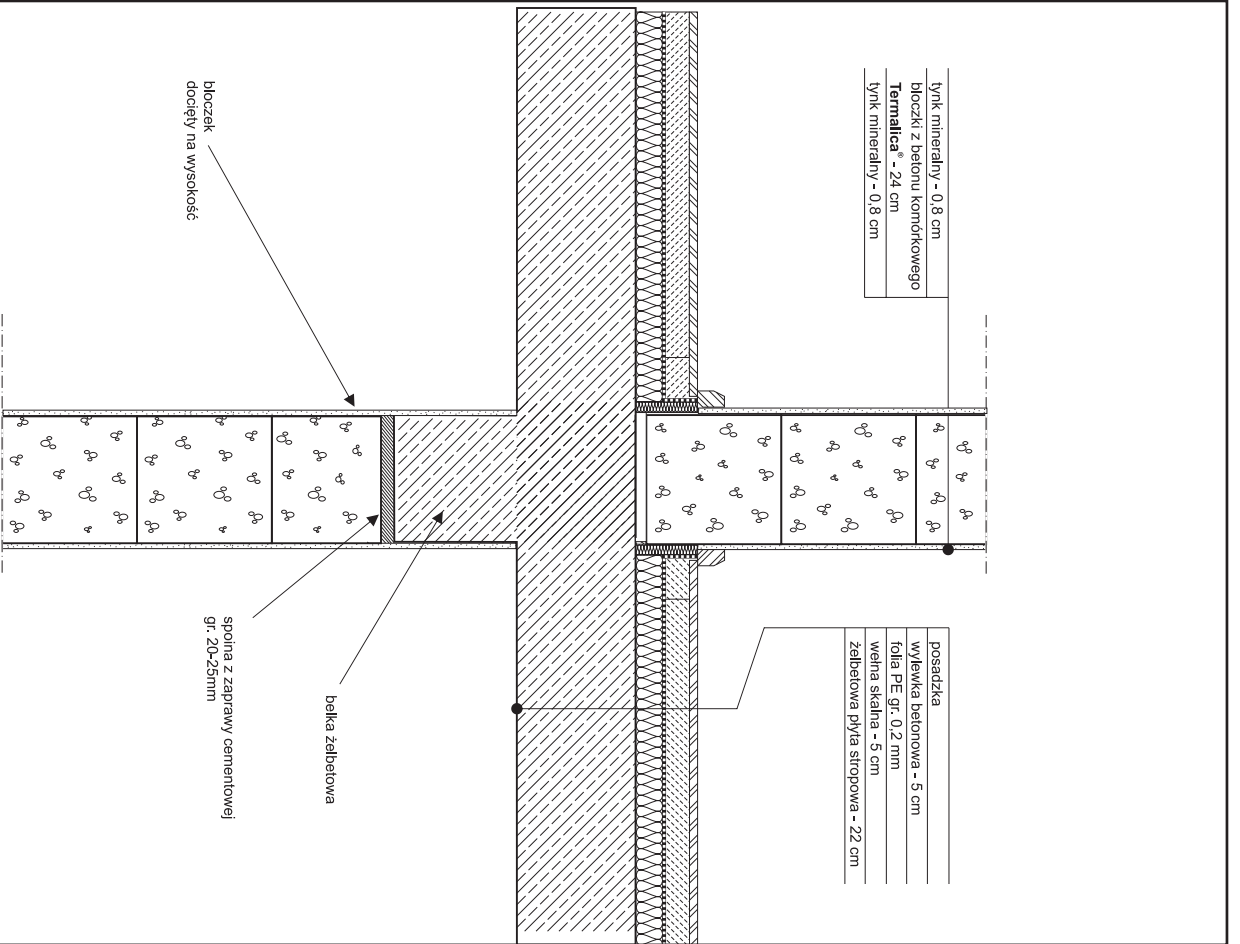 tynk mineralny - 0,8 cm
bloczki z betonu komórkowego
Termalica® - 24 cm
tynk mineralny - 0,8 cm
posadzka
wylewka betonowa - 5 cm
folia PE gr. 0,2 mm
wełna skalna - 5 cm
żelbetowa płyta stropowa - 22 cm
bloczek
docięty na wysokość
belka żelbetowa
spoina z zaprawy cementowej
gr. 20-25mm